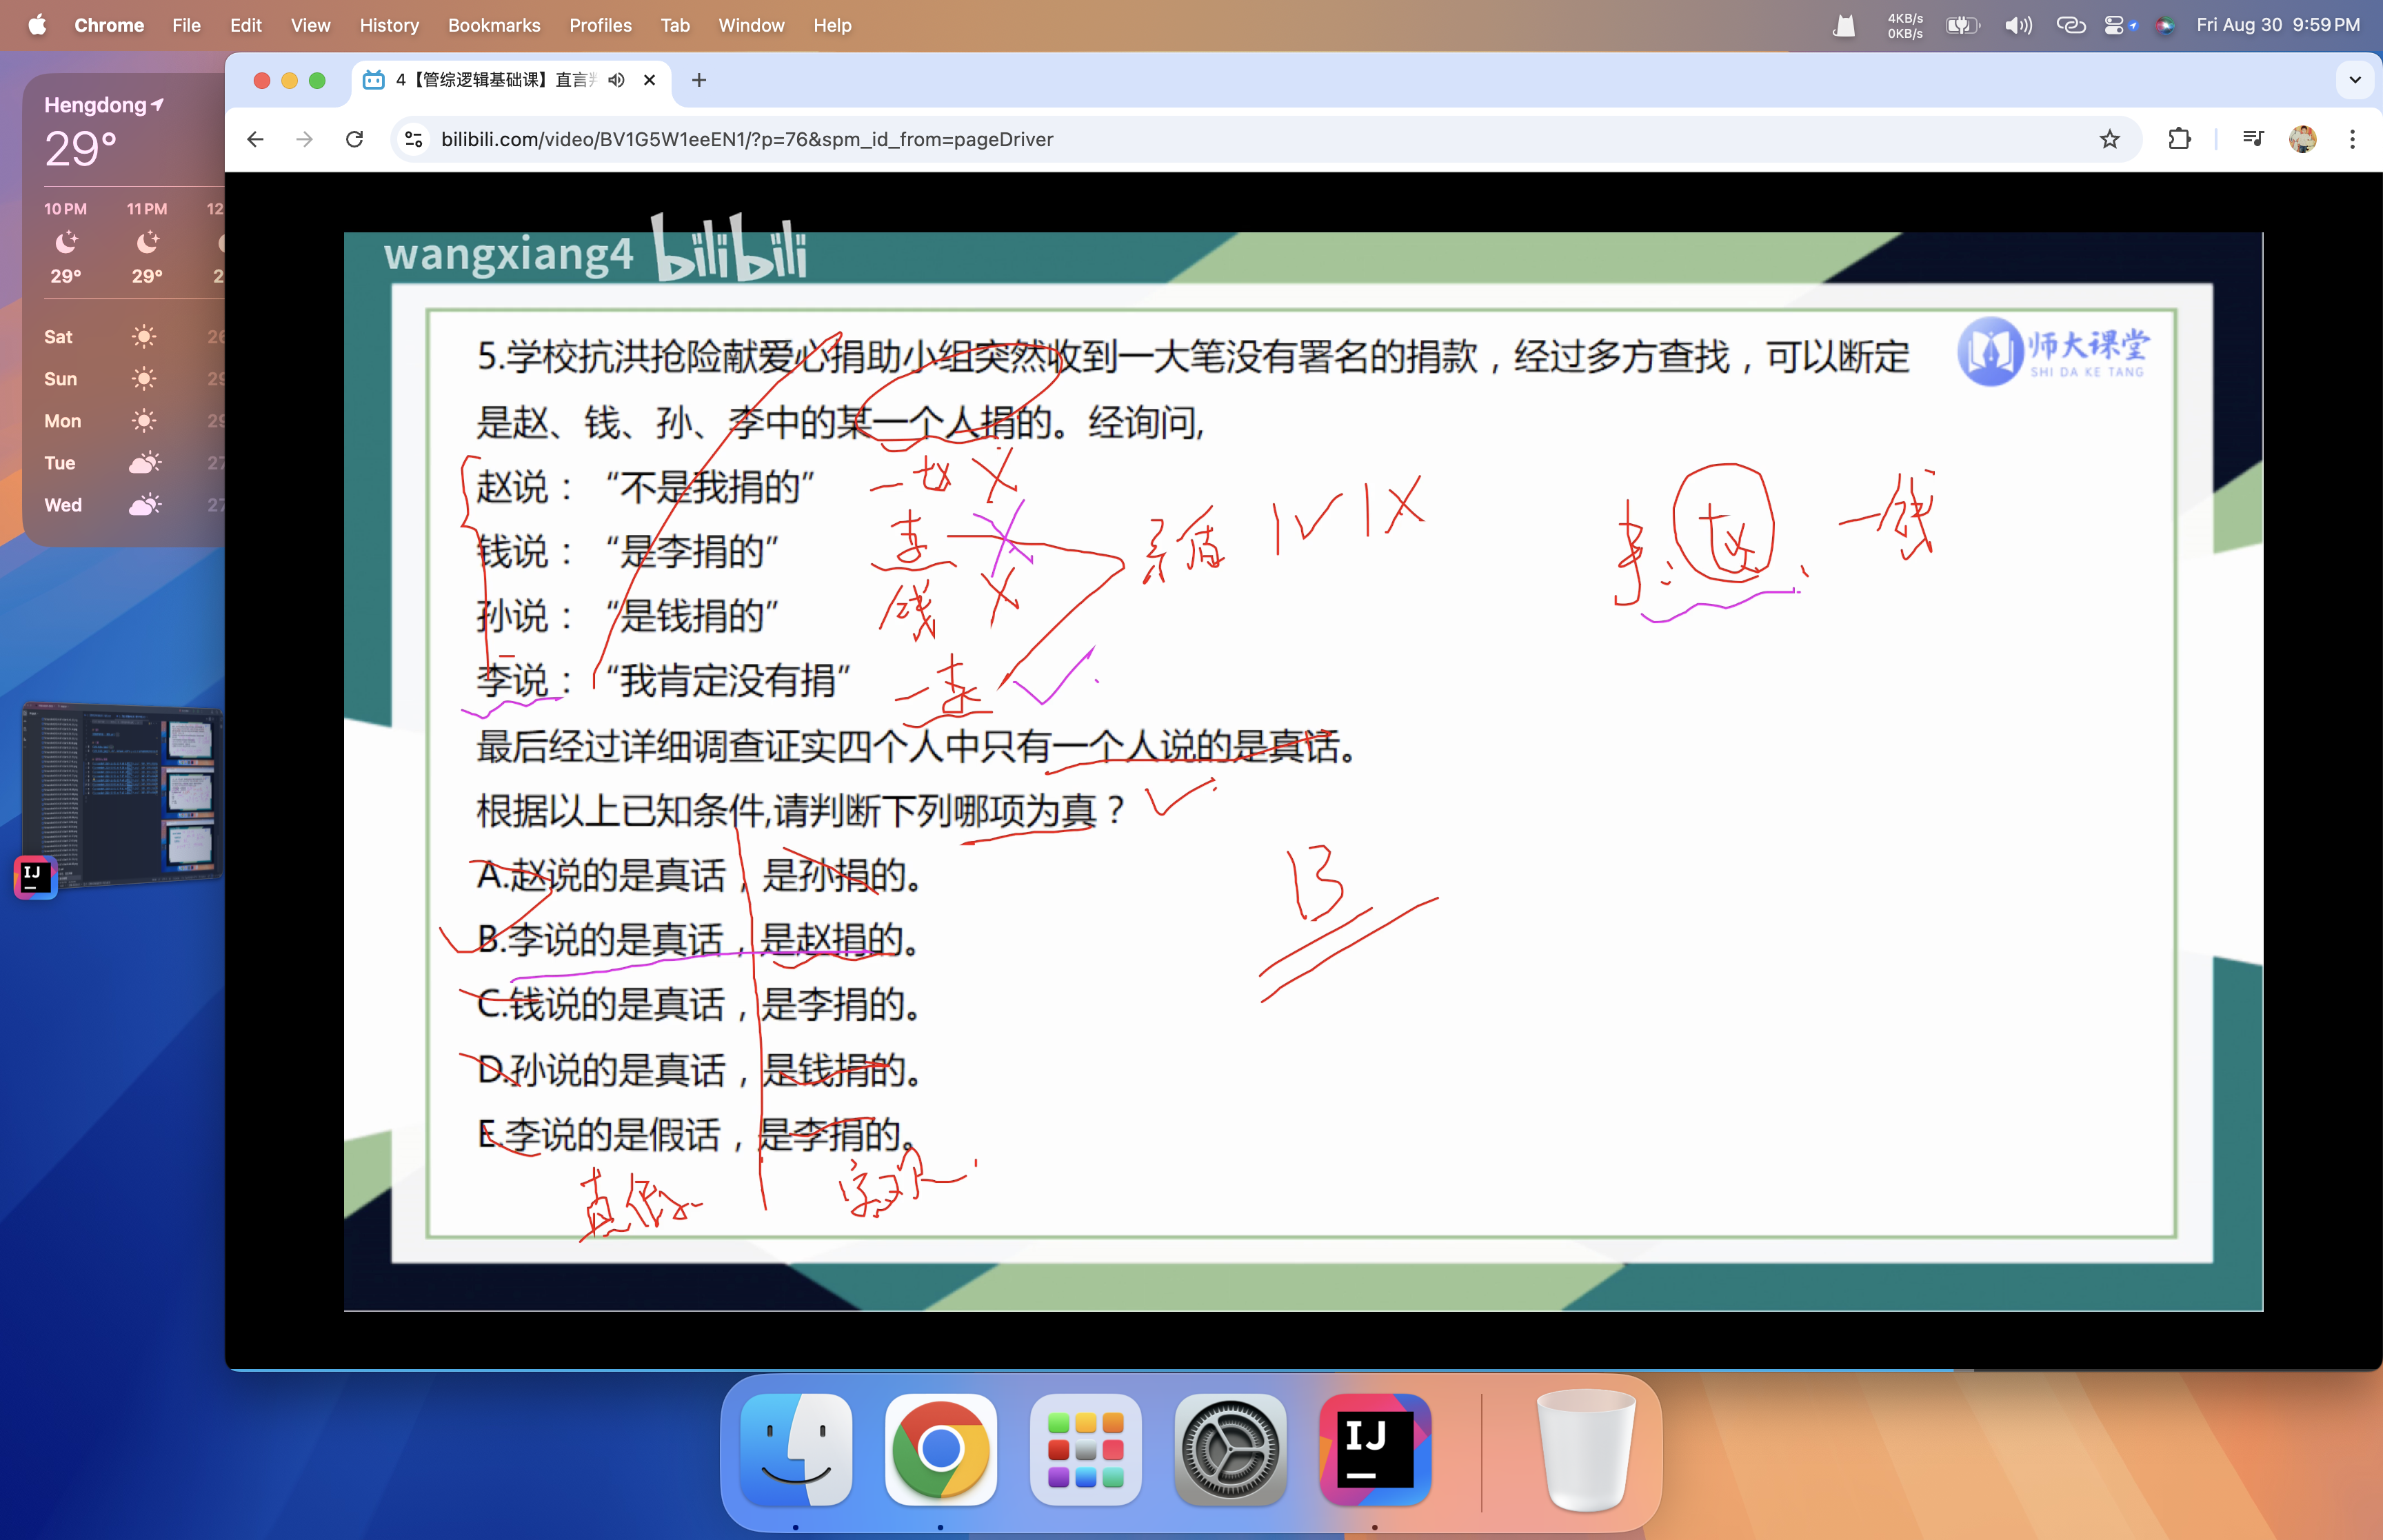 Chrome File Edit View History Bookmarks Profiles Tab Window Help
4KB/s
0KB/s
Fri Aug 30 9:59 PM
Hengdong
29°
10 PM 11 PM 12
29° 29° 2
Sat 26
Sun 29
Mon 29
Tue 27
Wed 27
4【管综逻辑基础课】直言
bilibili.com/video/BV1G5W1eeEN1/?p=76&spm_id_from=pageDriver
wangxiang4 bilibili
师大课堂
SHI DA KE TANG
5.学校抗洪抢险献爱心捐助小组突然收到一大笔没有署名的捐款，经过多方查找，可以断定
是赵、钱、孙、李中的某一个人捐的。经询问,
赵说：“不是我捐的” 一赵
钱说：“是李捐的” 李
矛盾 1✓1X
李：赵 一钱
孙说：“是钱捐的” 钱
李说：“我肯定没有捐” 一李
最后经过详细调查证实四个人中只有一个人说的是真话。
根据以上已知条件,请判断下列哪项为真？
A.赵说的是真话，是孙捐的。
B.李说的是真话，是赵捐的。
B
C.钱说的是真话，是李捐的。
D.孙说的是真话，是钱捐的。
E.李说的是假话，是李捐的。
真假
IJ
IJ